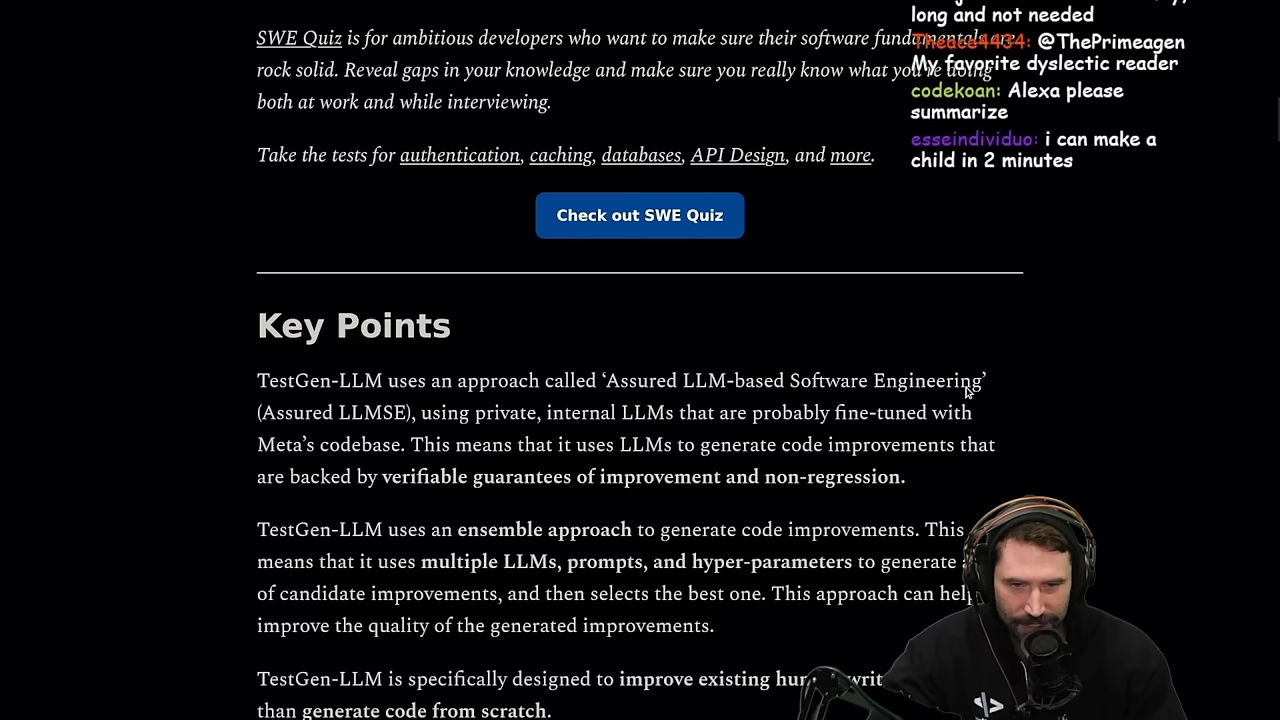 SWE Quiz is for ambitious developers who want to make sure their software fundamentals are
rock solid. Reveal gaps in your knowledge and make sure you really know what you're doing
both at work and while interviewing.
Take the tests for authentication, caching, databases, API Design, and more.
Check out SWE Quiz
Key Points
TestGen-LLM uses an approach called ‘Assured LLM-based Software Engineering’
(Assured LLMSE), using private, internal LLMs that are probably fine-tuned with
Meta’s codebase. This means that it uses LLMs to generate code improvements that
are backed by verifiable guarantees of improvement and non-regression.
TestGen-LLM uses an ensemble approach to generate code improvements. This
means that it uses multiple LLMs, prompts, and hyper-parameters to generate
of candidate improvements, and then selects the best one. This approach can help
improve the quality of the generated improvements.
TestGen-LLM is specifically designed to improve existing
than generate code from scratch.
long and not needed
Theace4434: @ThePrimeagen
My favorite dyslectic reader
codekoan: Alexa please
summarize
esseindividuo: i can make a
child in 2 minutes